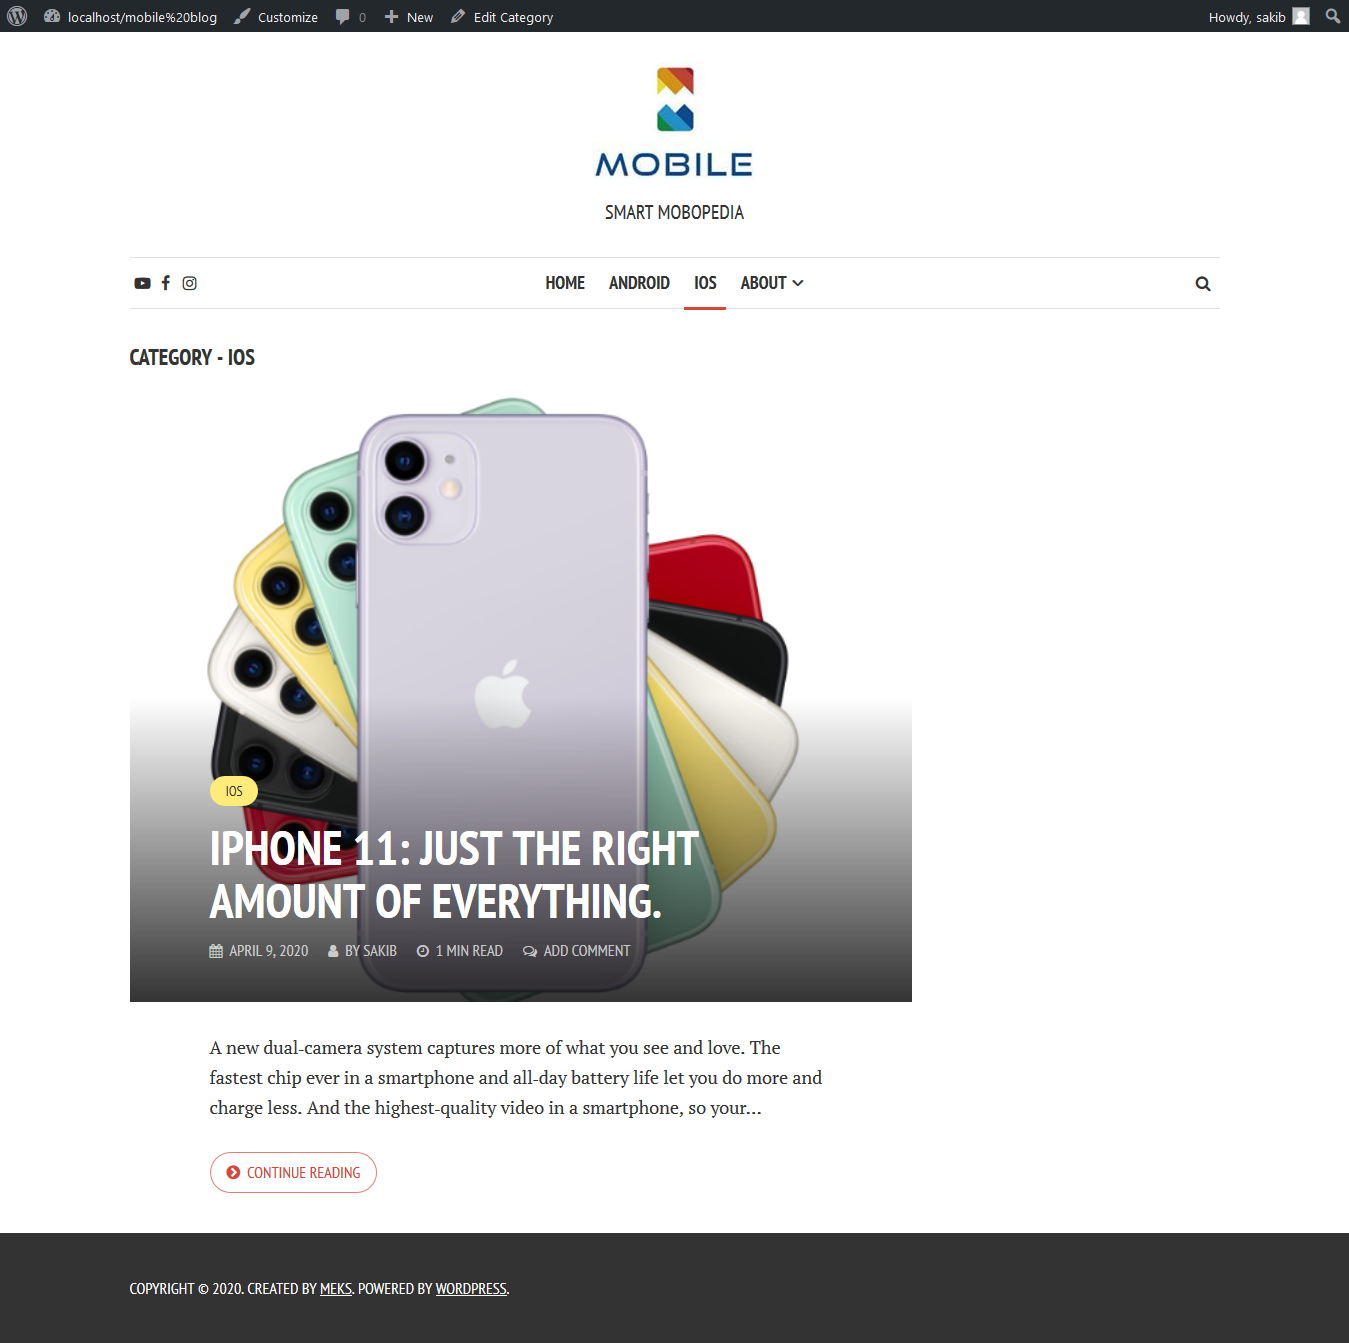 localhost/mobile%20blog Customize 0 New Edit Category Howdy, sakib
MOBILE
SMART MOBOPEDIA
HOME ANDROID IOS ABOUT
CATEGORY - IOS
IOS
IPHONE 11: JUST THE RIGHT
AMOUNT OF EVERYTHING.
APRIL 9, 2020 BY SAKIB 1 MIN READ ADD COMMENT
A new dual-camera system captures more of what you see and love. The
fastest chip ever in a smartphone and all-day battery life let you do more and
charge less. And the highest-quality video in a smartphone, so your...
CONTINUE READING
COPYRIGHT © 2020. CREATED BY MEKS. POWERED BY WORDPRESS.